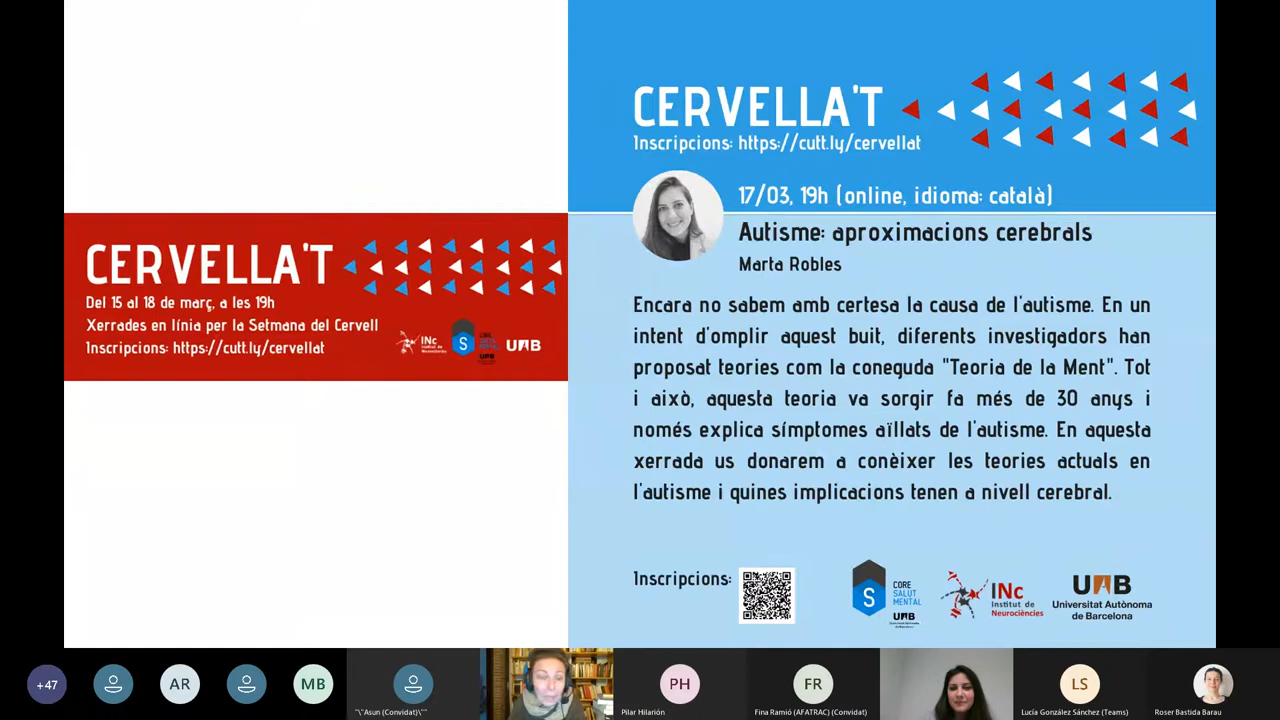 CERVELLA'T
Del 15 al 18 de març, a les 19h
Xerrades en línia per la Setmana del Cervell
Inscripcions: https://cutt.ly/cervellat
INc
Institut de
Neurociències
S
CORE
SALUT
MENTAL
UAB
UAB
CERVELLA'T
Inscripcions: https://cutt.ly/cervellat
17/03, 19h (online, idioma: català)
Autisme: aproximacions cerebrals
Marta Robles
Encara no sabem amb certesa la causa de l'autisme. En un
intent d'omplir aquest buit, diferents investigadors han
proposat teories com la coneguda "Teoria de la Ment". Tot
i això, aquesta teoria va sorgir fa més de 30 anys i
només explica símptomes aïllats de l'autisme. En aquesta
xerrada us donarem a conèixer les teories actuals en
l'autisme i quines implicacions tenen a nivell cerebral.
Inscripcions:
S
CORE
SALUT
MENTAL
UAB
INc
Institut de
Neurociències
UAB
Universitat Autònoma
de Barcelona
+47
AR
MB
"\"Asun (Convidat)\""
PH
Pilar Hilarión
FR
Fina Ramió (AFATRAC) (Convidat)
LS
Lucía González Sánchez (Teams)
Roser Bastida Barau